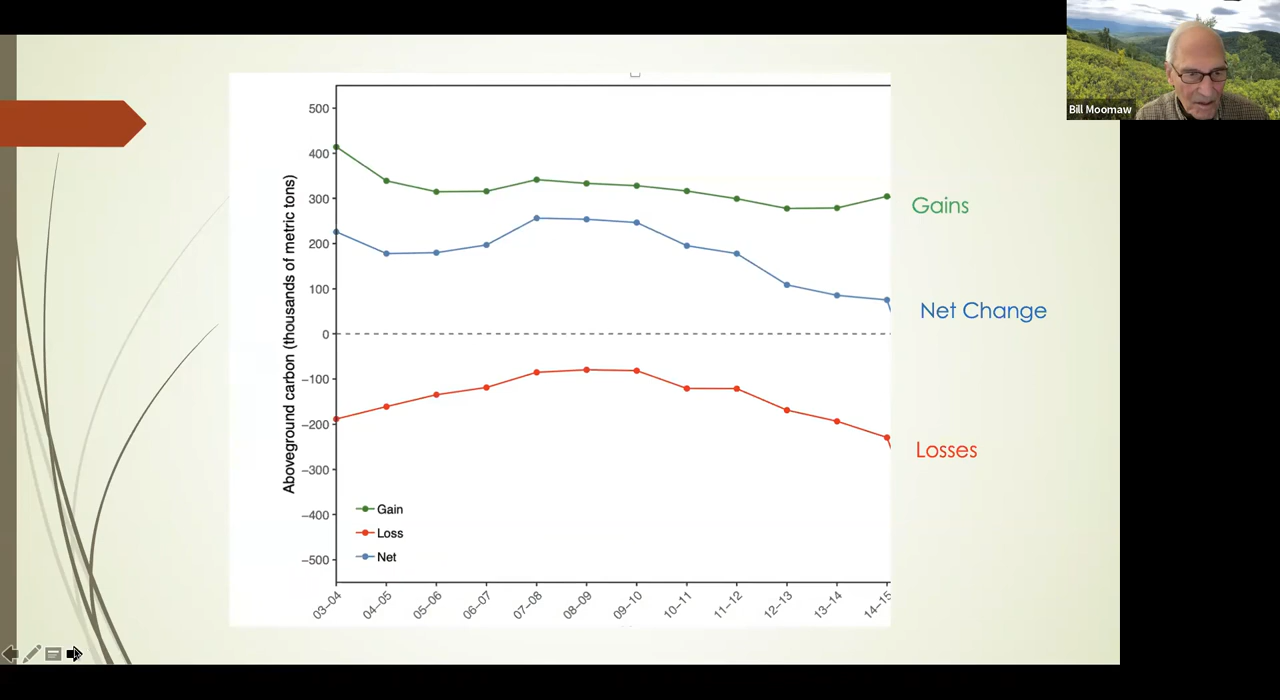 Bill Moomaw
Aboveground carbon (thousands of metric tons)
500
400
300
200
100
0
−100
−200
−300
−400
−500
Gain
Loss
Net
03–04
04–05
05–06
06–07
07–08
08–09
09–10
10–11
11–12
12–13
13–14
14–15
Gains
Net Change
Losses